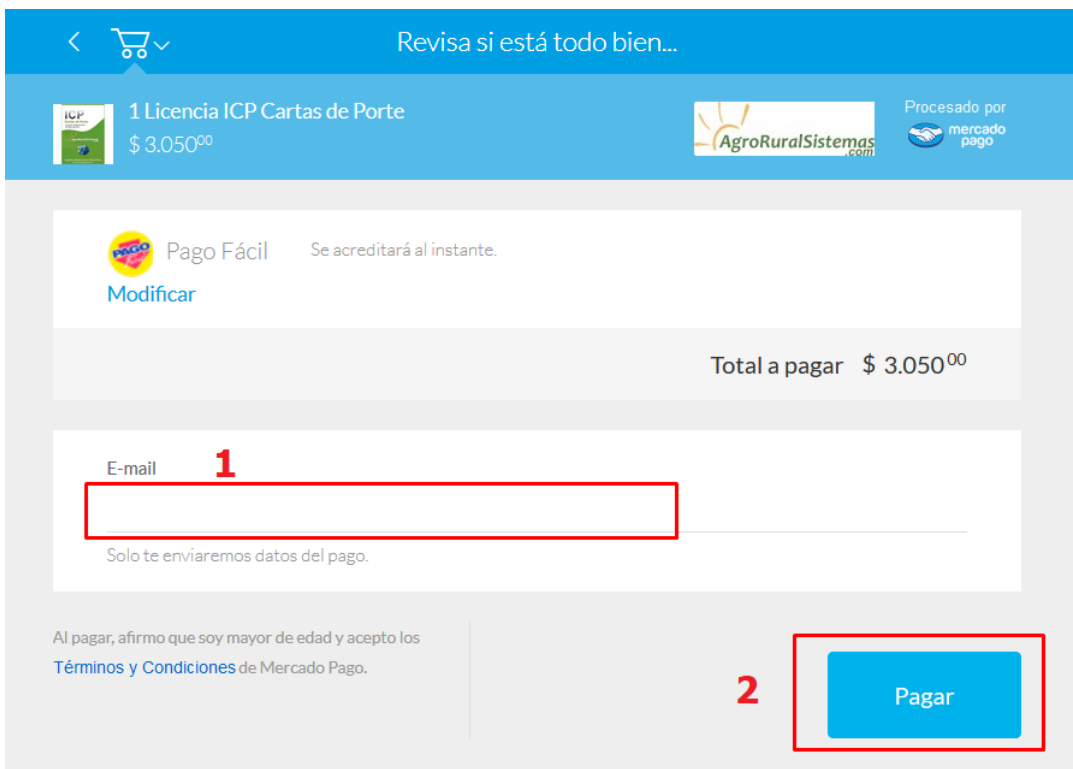 Revisa si está todo bien...
ICP
1 Licencia ICP Cartas de Porte
$ 3.050⁰⁰
AgroRuralSistemas
.com
Procesado por
mercado
pago
PAGO
Pago Fácil
Se acreditará al instante.
Modificar
Total a pagar $ 3.050⁰⁰
E-mail
1
Solo te enviaremos datos del pago.
Al pagar, afirmo que soy mayor de edad y acepto los
Términos y Condiciones de Mercado Pago.
2
Pagar